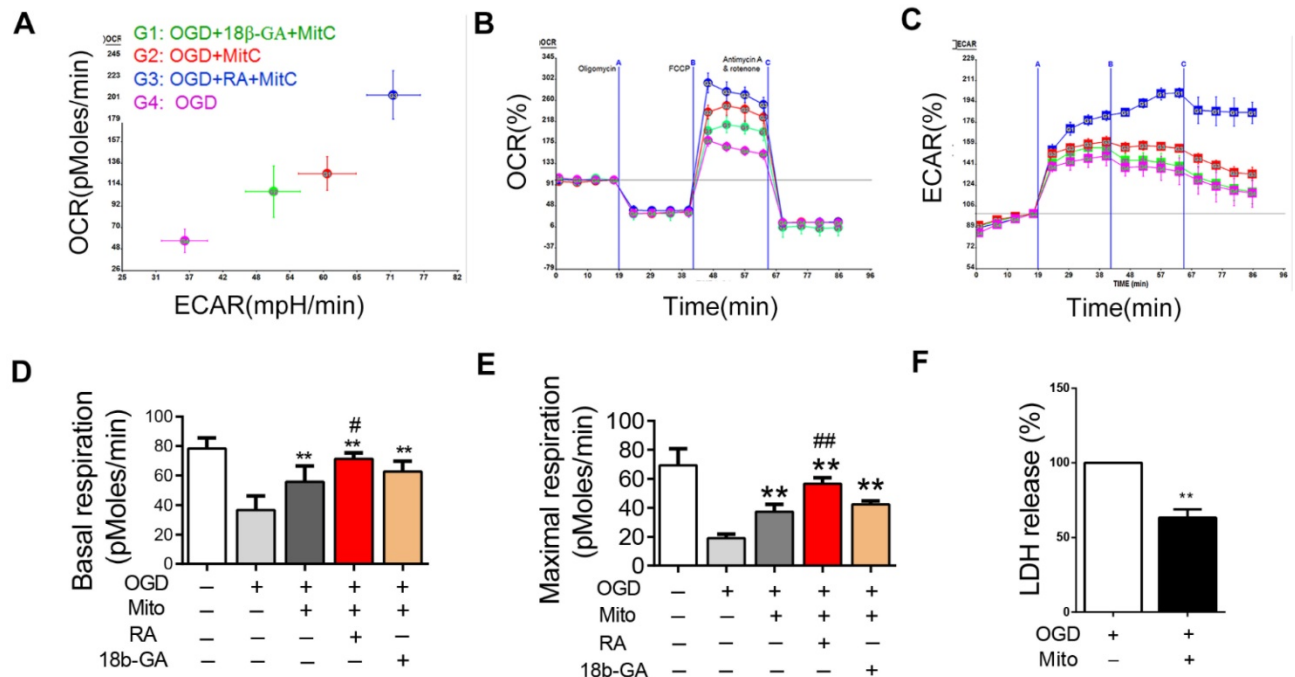 A
OCR(pMoles/min)
]OCR
245
G1: OGD+18β-GA+MitC
G2: OGD+MitC
G3: OGD+RA+MitC
G4: OGD
201
179
136
114
92
70
48
26
25 31 37 48 54 60 65 71 77 82
ECAR(mpH/min)
B
OCR(%)
]OCR
345
303
260
218
175
133
91
48
6
-37
-79
Oligomycin
A
FCCP
B
Antimycin A
& rotenone
C
0 10 19 29 38 48 57 67 77 86 96
Time(min)
C
ECAR(%)
]ECAR
229
211
194
176
159
141
124
106
89
71
54
A B C
0 10 19 29 38 48 57 67 77 86 96
TIME (min)
Time(min)
D
Basal respiration
(pMoles/min)
100
80
60
40
20
0
**
#
**
**
OGD – + + + +
Mito – – + + +
RA – – – + –
18b-GA – – – – +
E
Maximal respiration
(pMoles/min)
100
80
60
40
20
0
**
##
**
**
OGD – + + + +
Mito – – + + +
RA – – – + –
18b-GA – – – – +
F
LDH release (%)
150
100
50
0
**
OGD + +
Mito – +